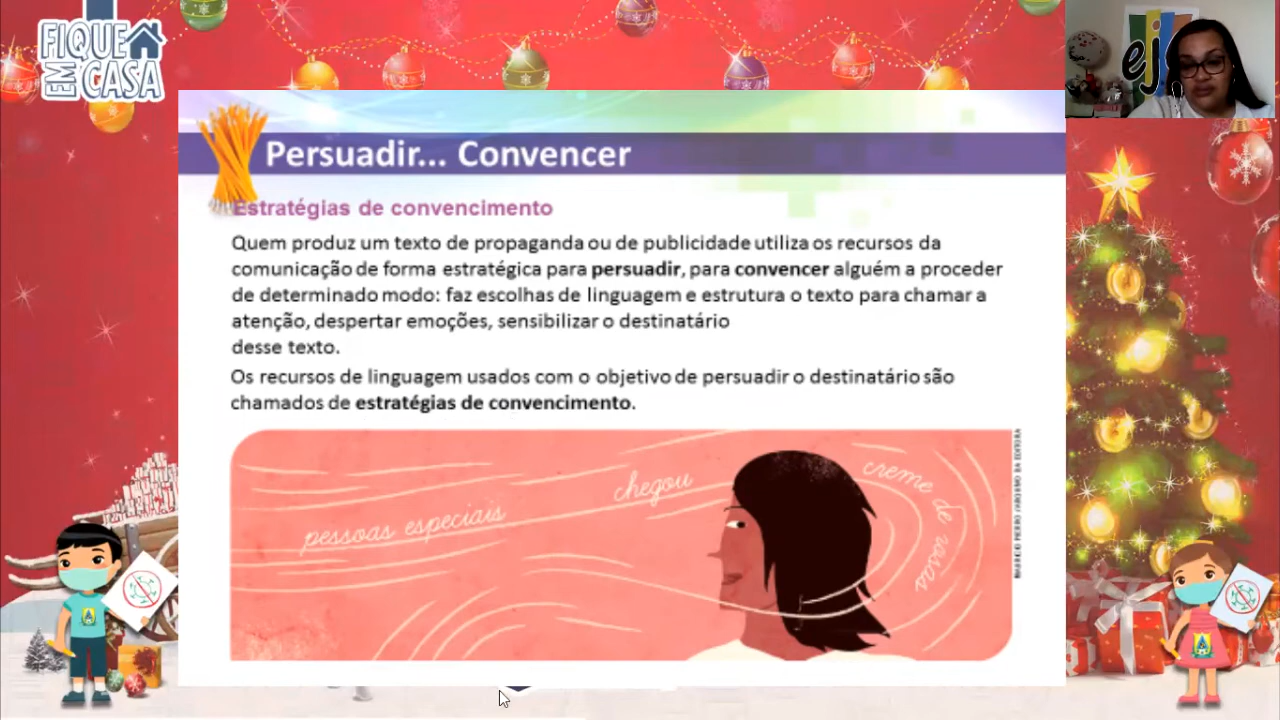 FIQUE
EM CASA
ej
Persuadir... Convencer
Estratégias de convencimento
Quem produz um texto de propaganda ou de publicidade utiliza os recursos da
comunicação de forma estratégica para persuadir, para convencer alguém a proceder
de determinado modo: faz escolhas de linguagem e estrutura o texto para chamar a
atenção, despertar emoções, sensibilizar o destinatário
desse texto.
Os recursos de linguagem usados com o objetivo de persuadir o destinatário são
chamados de estratégias de convencimento.
pessoas especiais
chegou
creme de rosas